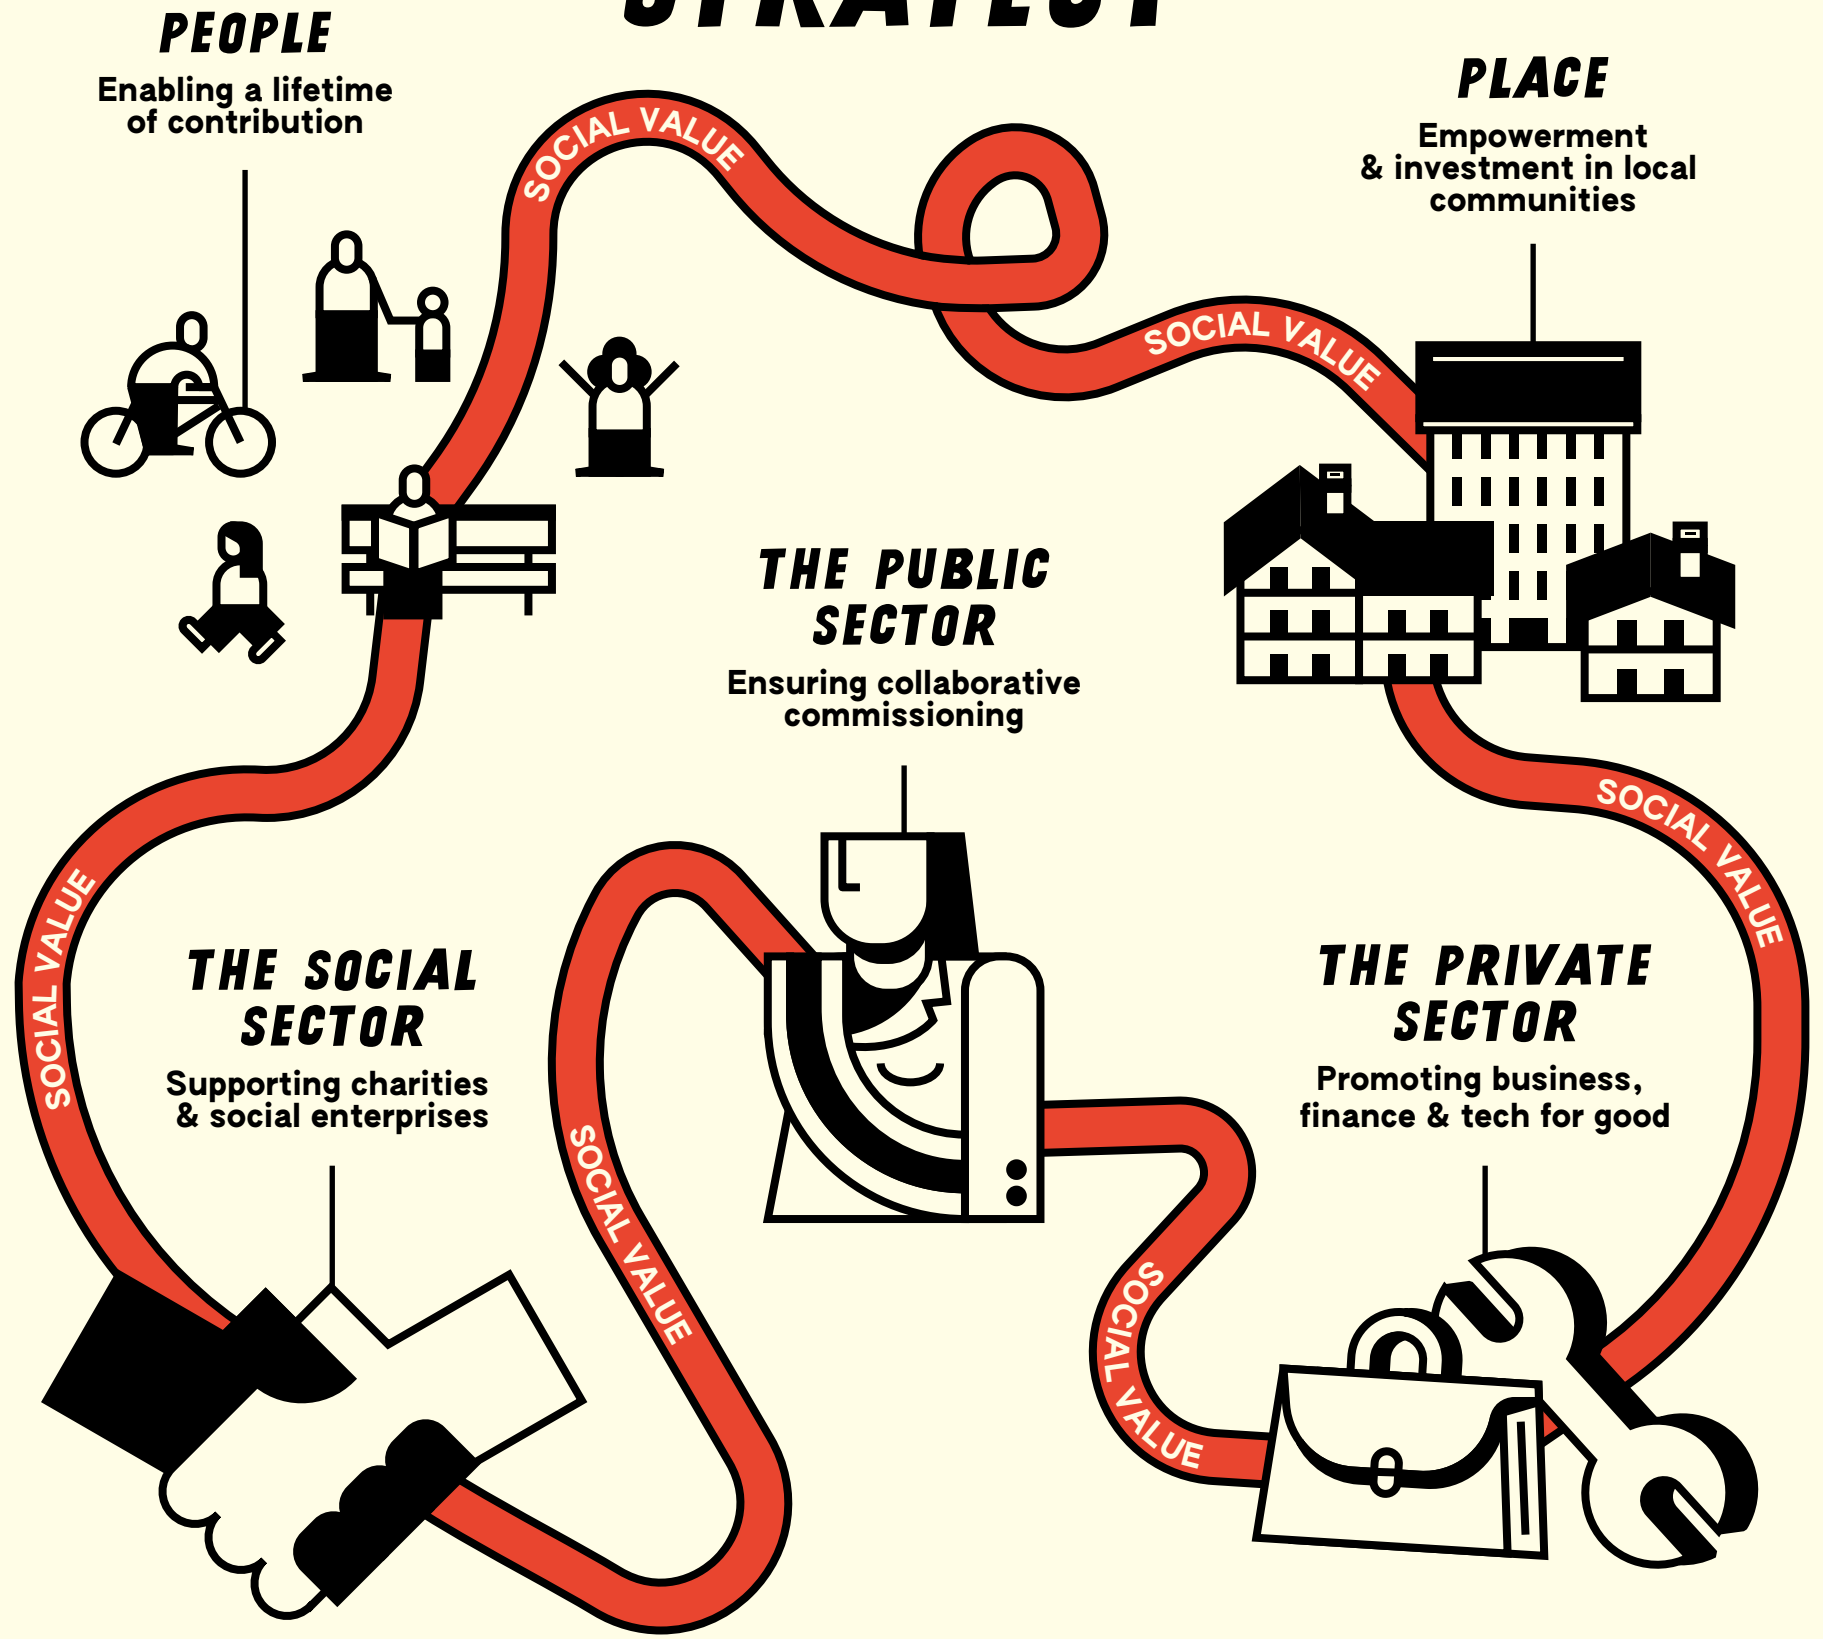 STRATEGY
PEOPLE
Enabling a lifetime
of contribution
PLACE
Empowerment
& investment in local
communities
SOCIAL VALUE
SOCIAL VALUE
THE PUBLIC
SECTOR
Ensuring collaborative
commissioning
SOCIAL VALUE
SOCIAL VALUE
THE SOCIAL
SECTOR
Supporting charities
& social enterprises
THE PRIVATE
SECTOR
Promoting business,
finance & tech for good
SOCIAL VALUE
SOCIAL VALUE